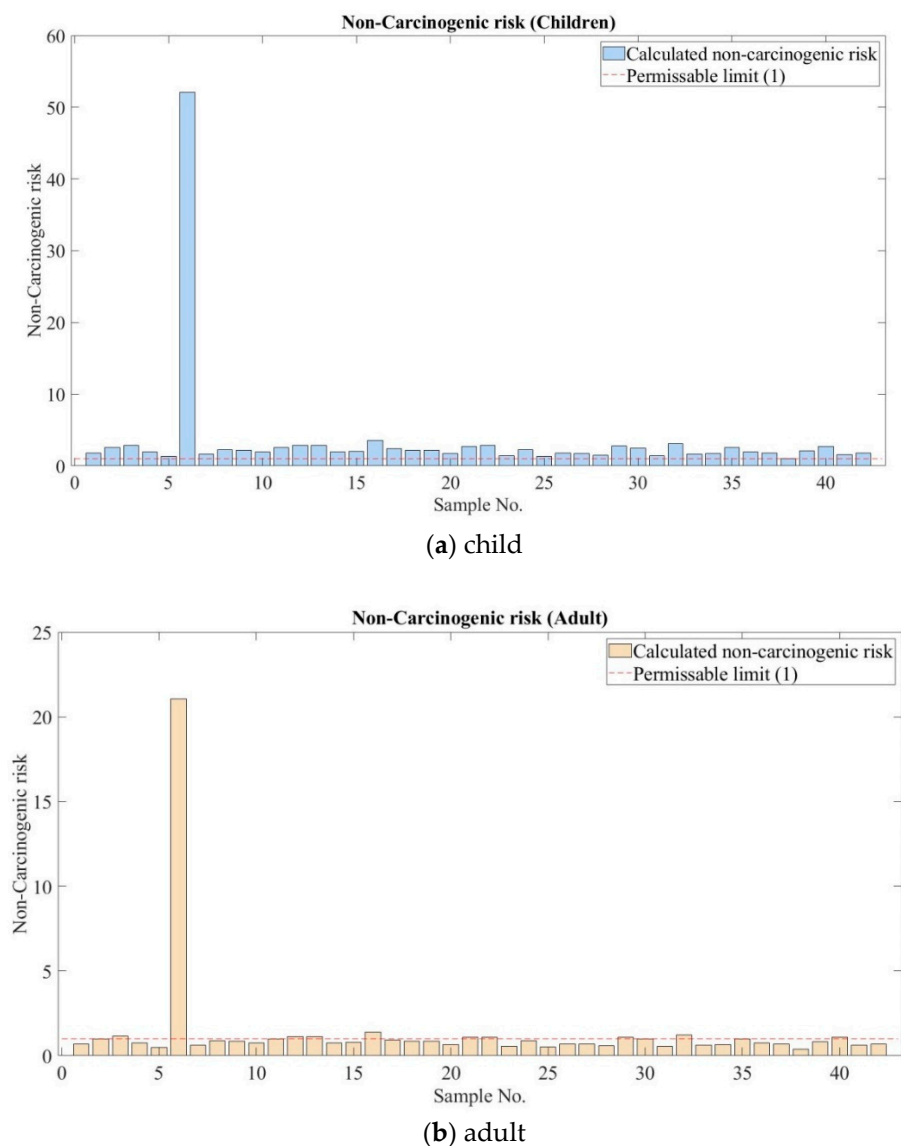 Non-Carcinogenic risk (Children)
60
50
40
30
20
10
0
Non-Carcinogenic risk
Calculated non-carcinogenic risk
Permissable limit (1)
0 5 10 15 20 25 30 35 40
Sample No.
(a) child
Non-Carcinogenic risk (Adult)
25
20
15
10
5
0
Non-Carcinogenic risk
Calculated non-carcinogenic risk
Permissable limit (1)
0 5 10 15 20 25 30 35 40
Sample No.
(b) adult